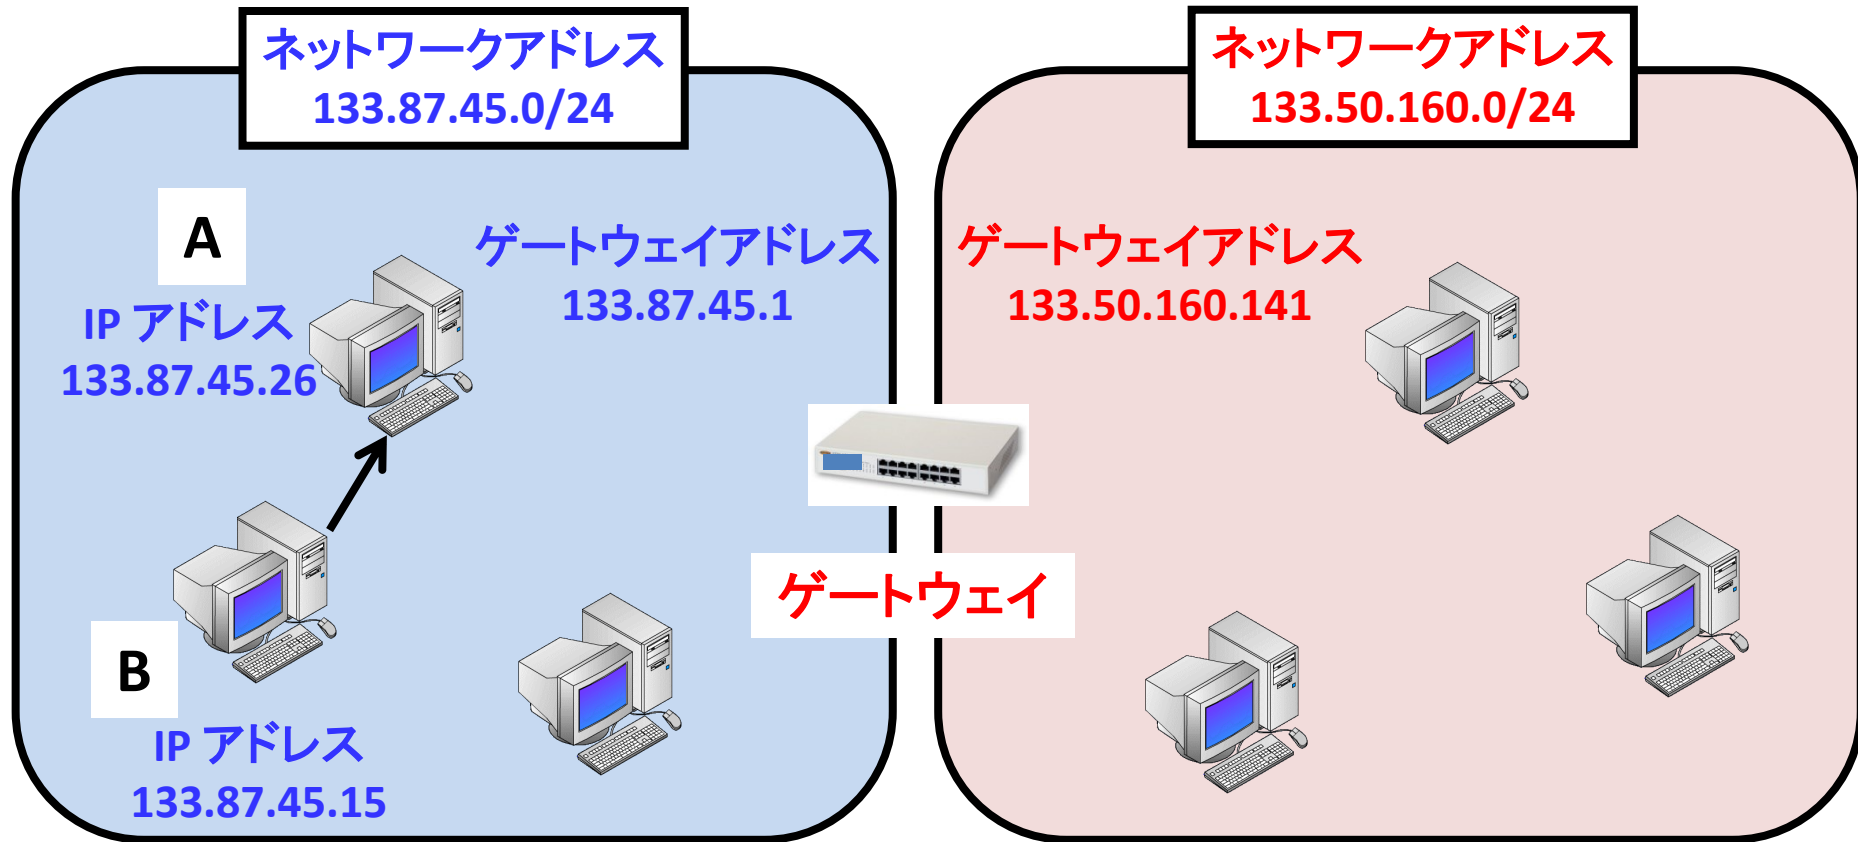 ネットワークアドレス
133.87.45.0/24
ネットワークアドレス
133.50.160.0/24
A
IP アドレス
133.87.45.26
ゲートウェイアドレス
133.87.45.1
ゲートウェイアドレス
133.50.160.141
ゲートウェイ
B
IP アドレス
133.87.45.15